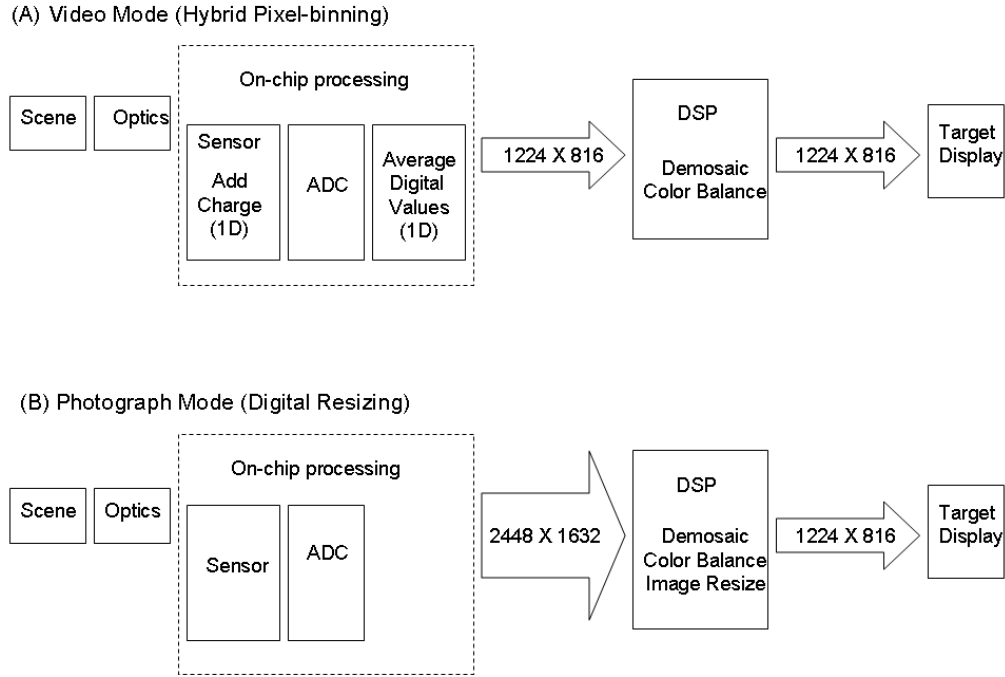 (A) Video Mode (Hybrid Pixel-binning)
On-chip processing
Scene
Optics
Sensor
Add
Charge
(1D)
ADC
Average
Digital
Values
(1D)
1224 X 816
DSP
Demosaic
Color Balance
1224 X 816
Target
Display
(B) Photograph Mode (Digital Resizing)
On-chip processing
Scene
Optics
Sensor
ADC
2448 X 1632
DSP
Demosaic
Color Balance
Image Resize
1224 X 816
Target
Display